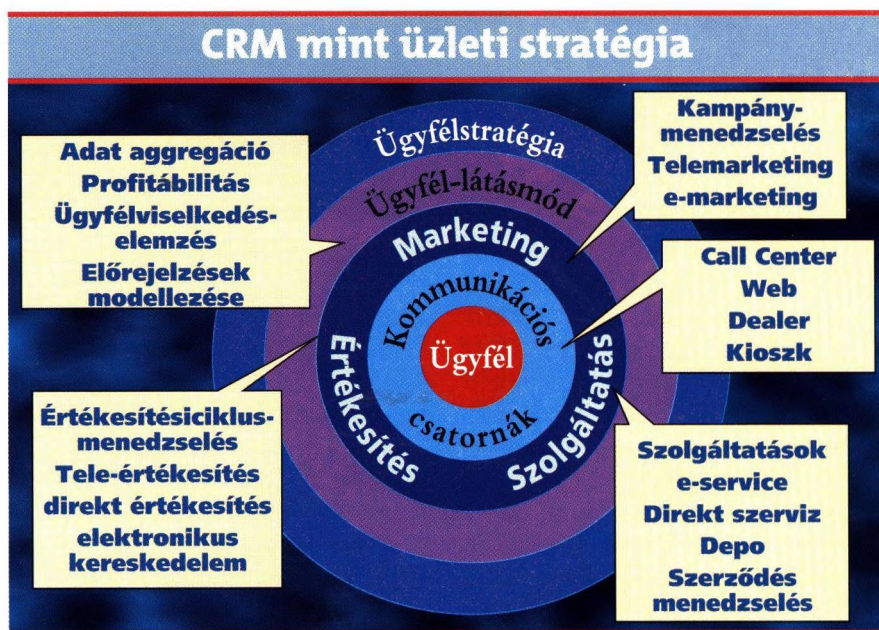 CRM mint üzleti stratégia
Adat aggregáció
Profitábilitás
Ügyfélviselkedés-
elemzés
Előrejelzések
modellezése
Kampány-
menedzselés
Telemarketing
e-marketing
Call Center
Web
Dealer
Kioszk
Ügyfélstratégia
Ügyfél-látásmód
Marketing
Kommunikációs
Ügyfél
csatornák
Értékesítés
Szolgáltatás
Értékesítésiciklus-
menedzselés
Tele-értékesítés
direkt értékesítés
elektronikus
kereskedelem
Szolgáltatások
e-service
Direkt szerviz
Depo
Szerződés
menedzselés